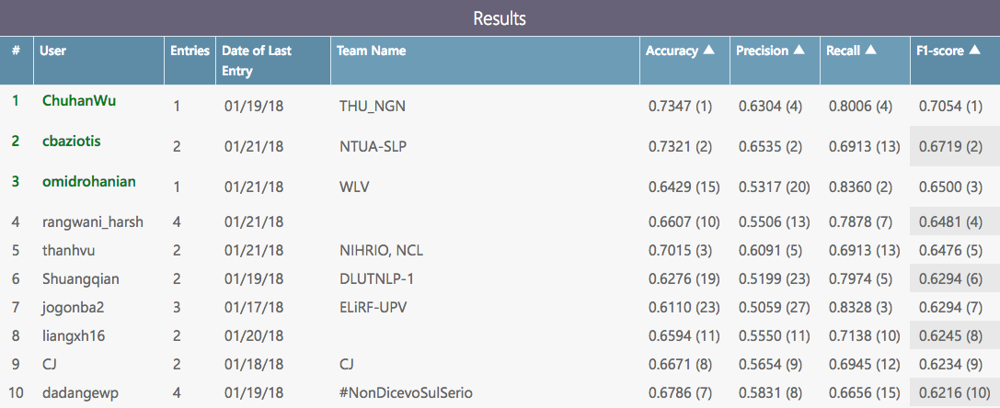 Results
# User Entries Date of Last Entry Team Name Accuracy ▲ Precision ▲ Recall ▲ F1-score ▲
1 ChuhanWu 1 01/19/18 THU_NGN 0.7347 (1) 0.6304 (4) 0.8006 (4) 0.7054 (1)
2 cbaziotis 2 01/21/18 NTUA-SLP 0.7321 (2) 0.6535 (2) 0.6913 (13) 0.6719 (2)
3 omidrohanian 1 01/21/18 WLV 0.6429 (15) 0.5317 (20) 0.8360 (2) 0.6500 (3)
4 rangwani_harsh 4 01/21/18 0.6607 (10) 0.5506 (13) 0.7878 (7) 0.6481 (4)
5 thanhvu 2 01/21/18 NIHRIO, NCL 0.7015 (3) 0.6091 (5) 0.6913 (13) 0.6476 (5)
6 Shuangqian 2 01/19/18 DLUTNLP-1 0.6276 (19) 0.5199 (23) 0.7974 (5) 0.6294 (6)
7 jogonba2 3 01/17/18 ELiRF-UPV 0.6110 (23) 0.5059 (27) 0.8328 (3) 0.6294 (7)
8 liangxh16 2 01/20/18 0.6594 (11) 0.5550 (11) 0.7138 (10) 0.6245 (8)
9 CJ 2 01/18/18 CJ 0.6671 (8) 0.5654 (9) 0.6945 (12) 0.6234 (9)
10 dadangewp 4 01/19/18 #NonDicevoSulSerio 0.6786 (7) 0.5831 (8) 0.6656 (15) 0.6216 (10)